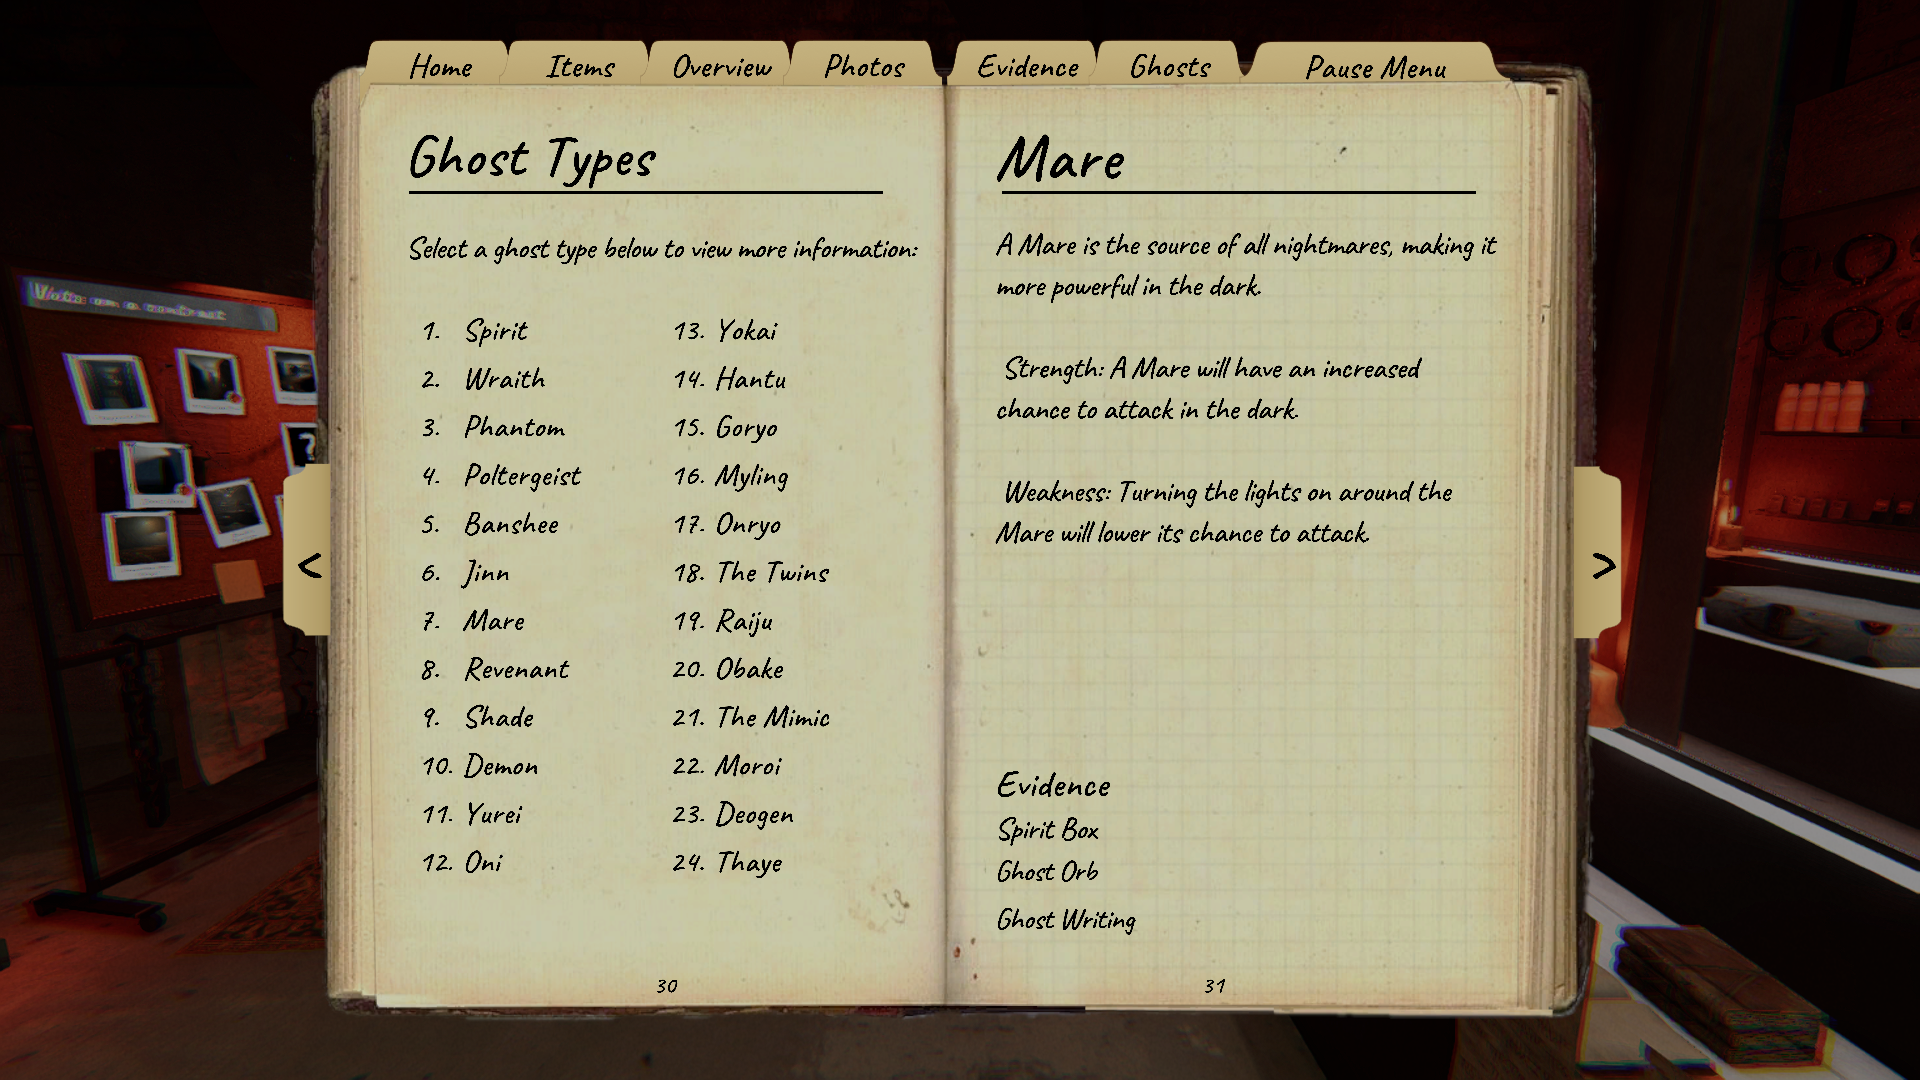 Home Items Overview Photos Evidence Ghosts Pause Menu
Ghost Types
Select a ghost type below to view more information:
1. Spirit
2. Wraith
3. Phantom
4. Poltergeist
5. Banshee
6. Jinn
7. Mare
8. Revenant
9. Shade
10. Demon
11. Yurei
12. Oni
13. Yokai
14. Hantu
15. Goryo
16. Myling
17. Onryo
18. The Twins
19. Raiju
20. Obake
21. The Mimic
22. Moroi
23. Deogen
24. Thaye
30
<
Mare
A Mare is the source of all nightmares, making it
more powerful in the dark.
Strength: A Mare will have an increased
chance to attack in the dark.
Weakness: Turning the lights on around the
Mare will lower its chance to attack.
Evidence
Spirit Box
Ghost Orb
Ghost Writing
31
>
?